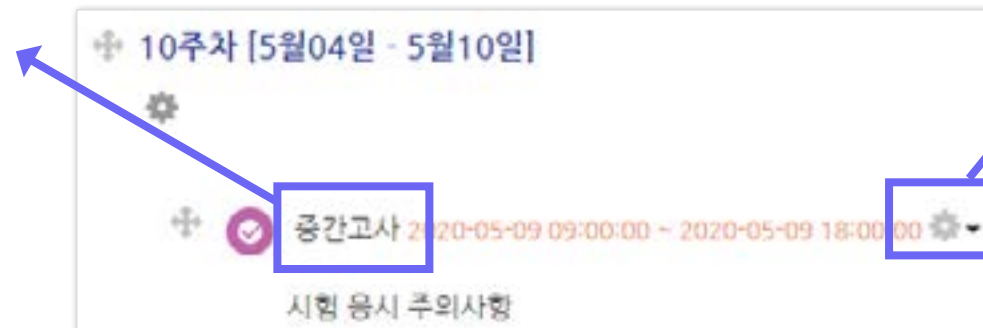 10주차 [5월04일 - 5월10일]
중간고사 2020-05-09 09:00:00 ~ 2020-05-09 18:00:00
시험 응시 주의사항